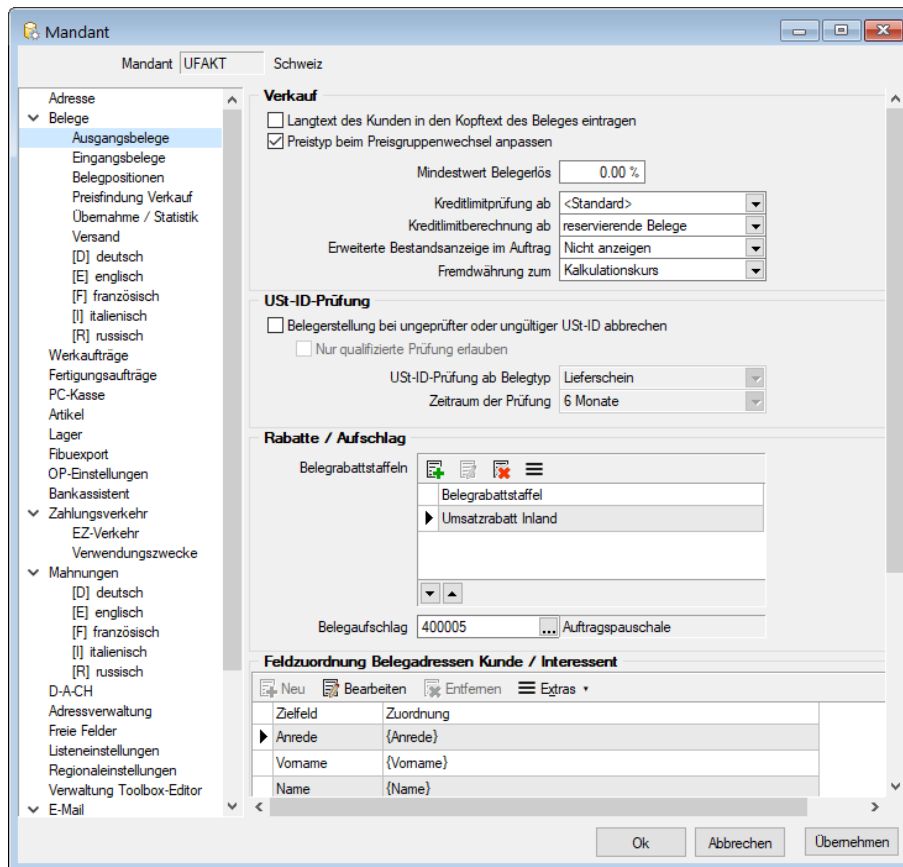 Mandant
Mandant UFAKT Schweiz
Adresse
Belege
Ausgangsbelege
Eingangsbelege
Belegpositionen
Preisfindung Verkauf
Übernahme / Statistik
Versand
[D] deutsch
[E] englisch
[F] französisch
[I] italienisch
[R] russisch
Werkaufträge
Fertigungsaufträge
PC-Kasse
Artikel
Lager
Fibuexport
OP-Einstellungen
Bankassistent
Zahlungsverkehr
EZ-Verkehr
Verwendungszwecke
Mahnungen
[D] deutsch
[E] englisch
[F] französisch
[I] italienisch
[R] russisch
D-A-CH
Adressverwaltung
Freie Felder
Listeneinstellungen
Regionaleinstellungen
Verwaltung Toolbox-Editor
E-Mail
Verkauf
Langtext des Kunden in den Kopftext des Beleges eintragen
Preistyp beim Preisgruppenwechsel anpassen
Mindestwert Belegerlös 0.00 %
Kreditlimitprüfung ab <Standard>
Kreditlimitberechnung ab reservierende Belege
Erweiterte Bestandsanzeige im Auftrag Nicht anzeigen
Fremdwährung zum Kalkulationskurs
USt-ID-Prüfung
Belegerstellung bei ungeprüfter oder ungültiger USt-ID abbrechen
Nur qualifizierte Prüfung erlauben
USt-ID-Prüfung ab Belegtyp Lieferschein
Zeitraum der Prüfung 6 Monate
Rabatte / Aufschlag
Belegrabattstaffeln
Belegrabattstaffel
Umsatzrabatt Inland
Belegaufschlag 400005 ... Auftragspauschale
Feldzuordnung Belegadressen Kunde / Interessent
Neu Bearbeiten Entfernen Extras
Zielfeld Zuordnung
Anrede {Anrede}
Vorname {Vorname}
Name {Name}
Ok Abbrechen Übernehmen